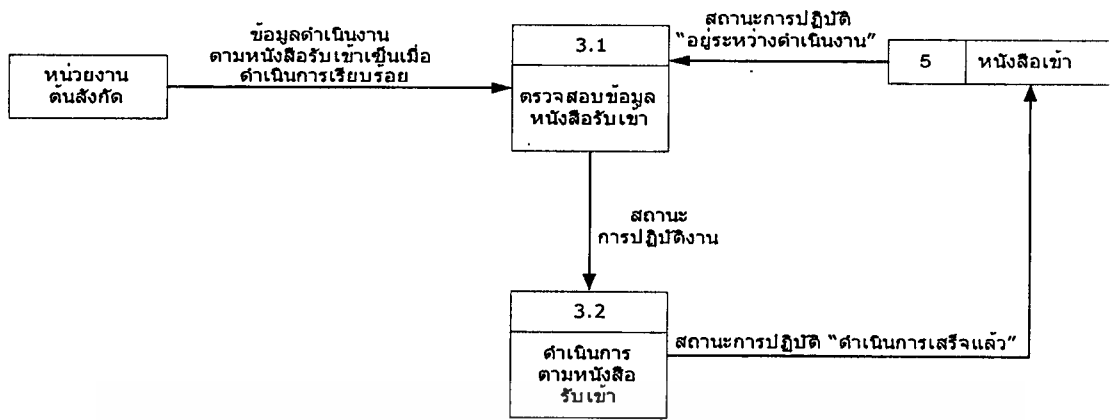 ข้อมูลดำเนินงาน
ตามหนังสือรับเข้าเซ็นเมื่อ
ดำเนินการเรียบร้อย
หน่วยงาน
ต้นสังกัด
3.1
ตรวจสอบข้อมูล
หนังสือรับเข้า
สถานะการปฏิบัติ
“อยู่ระหว่างดำเนินงาน”
5
หนังสือเข้า
สถานะ
การปฏิบัติงาน
3.2
ดำเนินการ
ตามหนังสือ
รับเข้า
สถานะการปฏิบัติ “ดำเนินการเสร็จแล้ว”